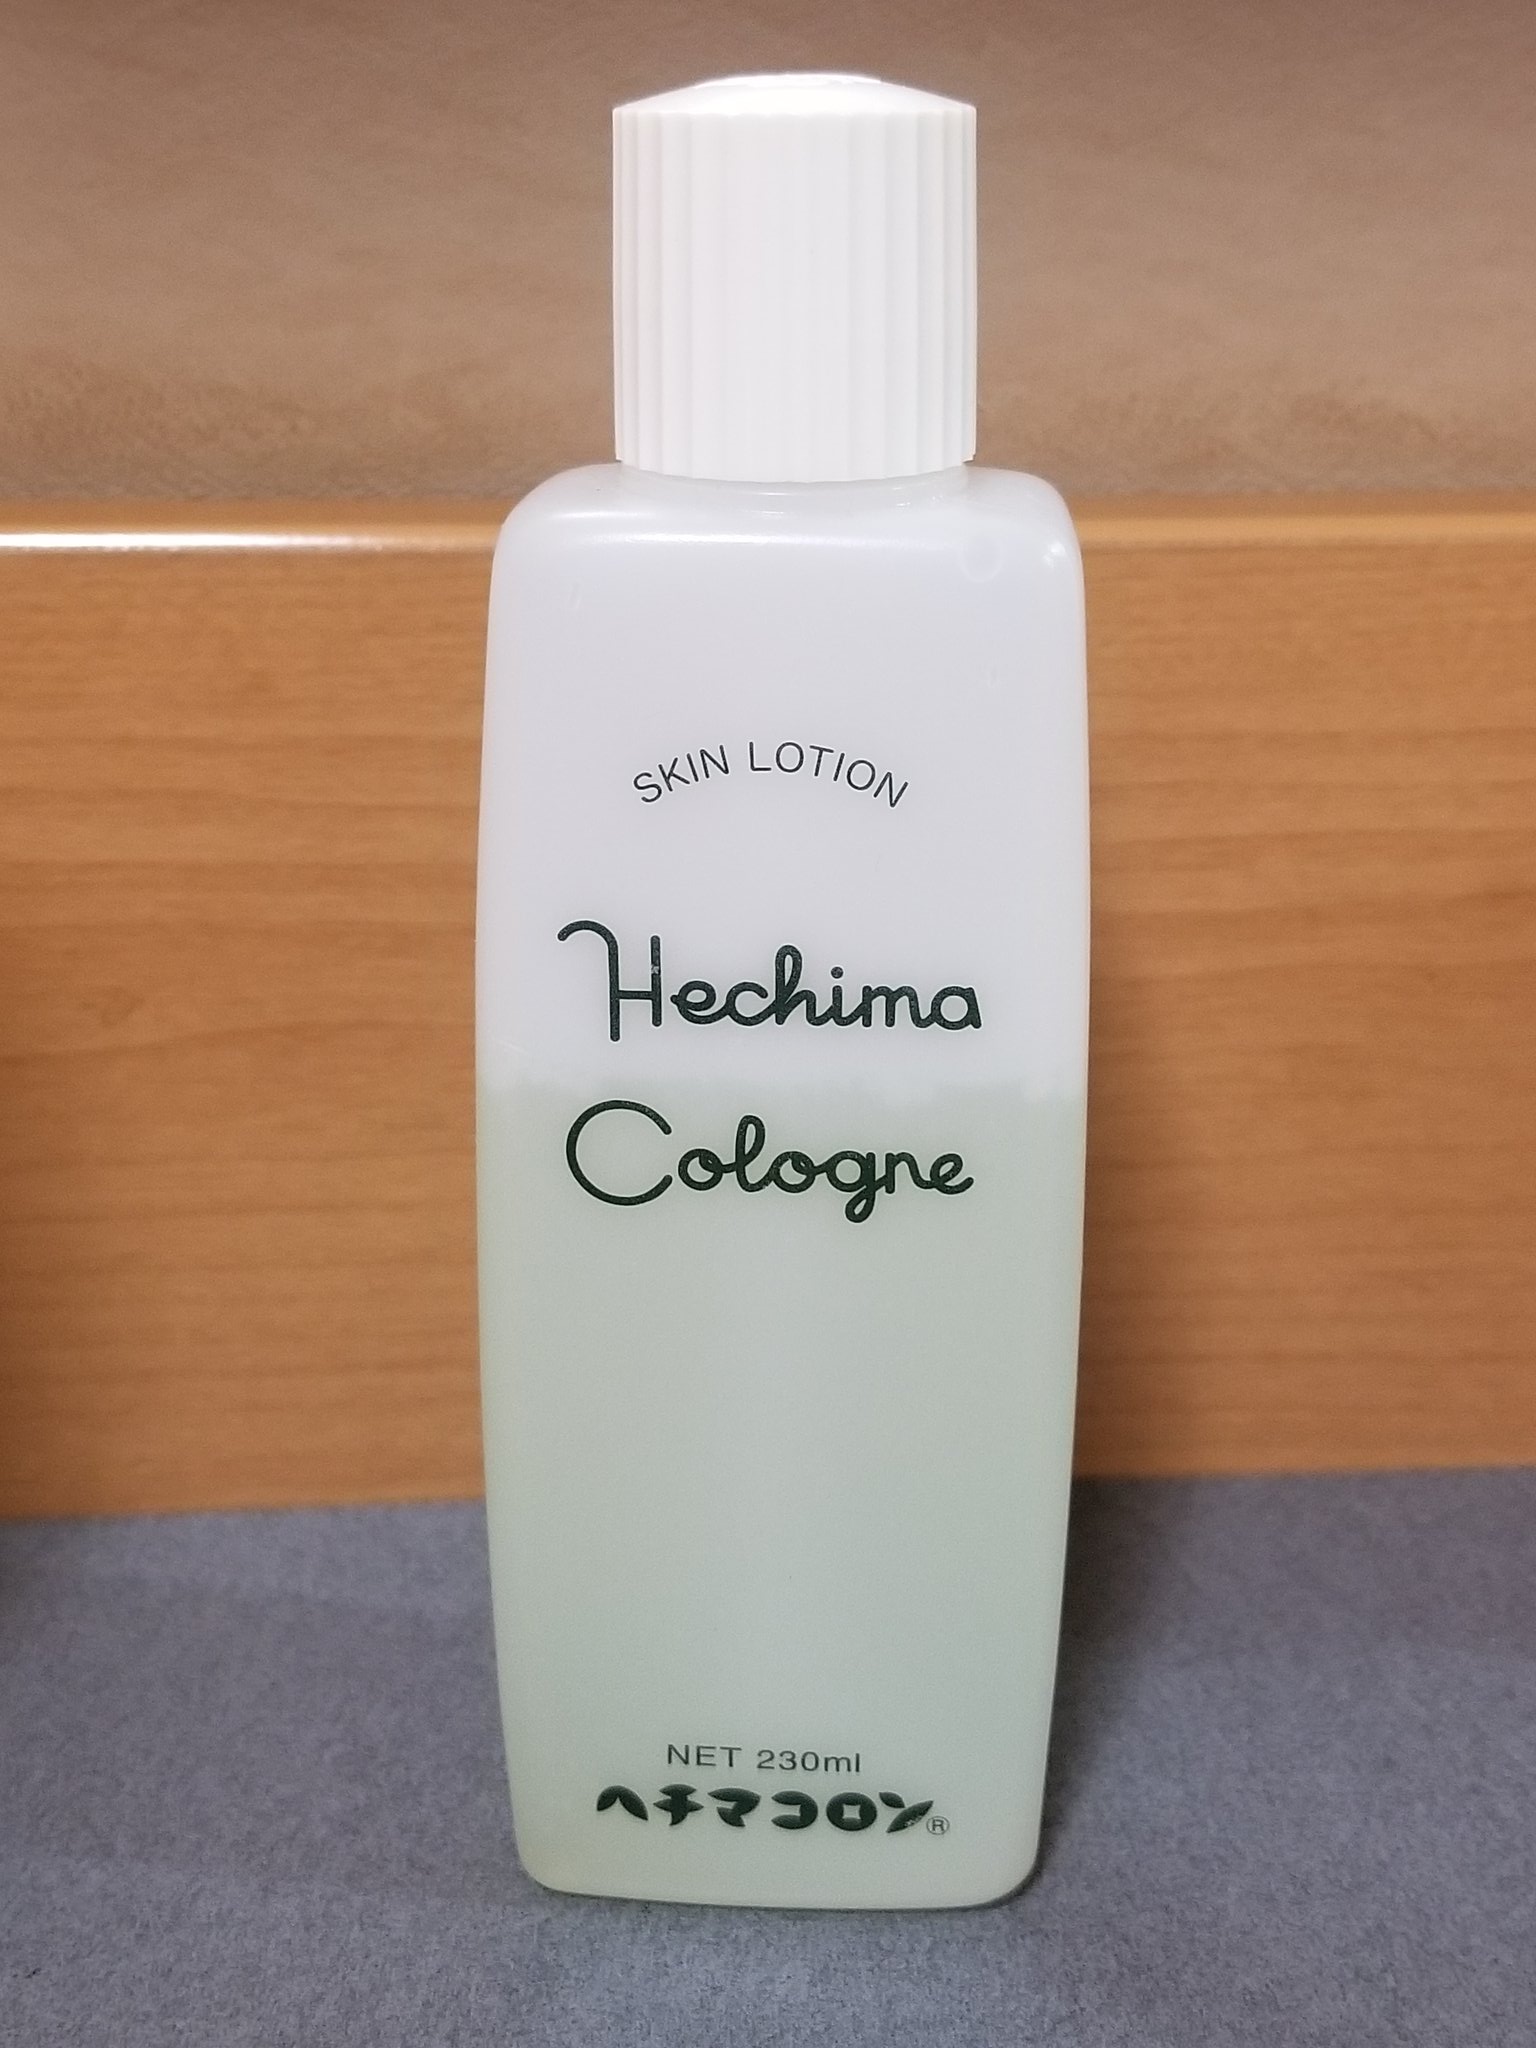 SKIN LOTION
Hechima
Cologne
NET 230ml
ヘチマコロン®